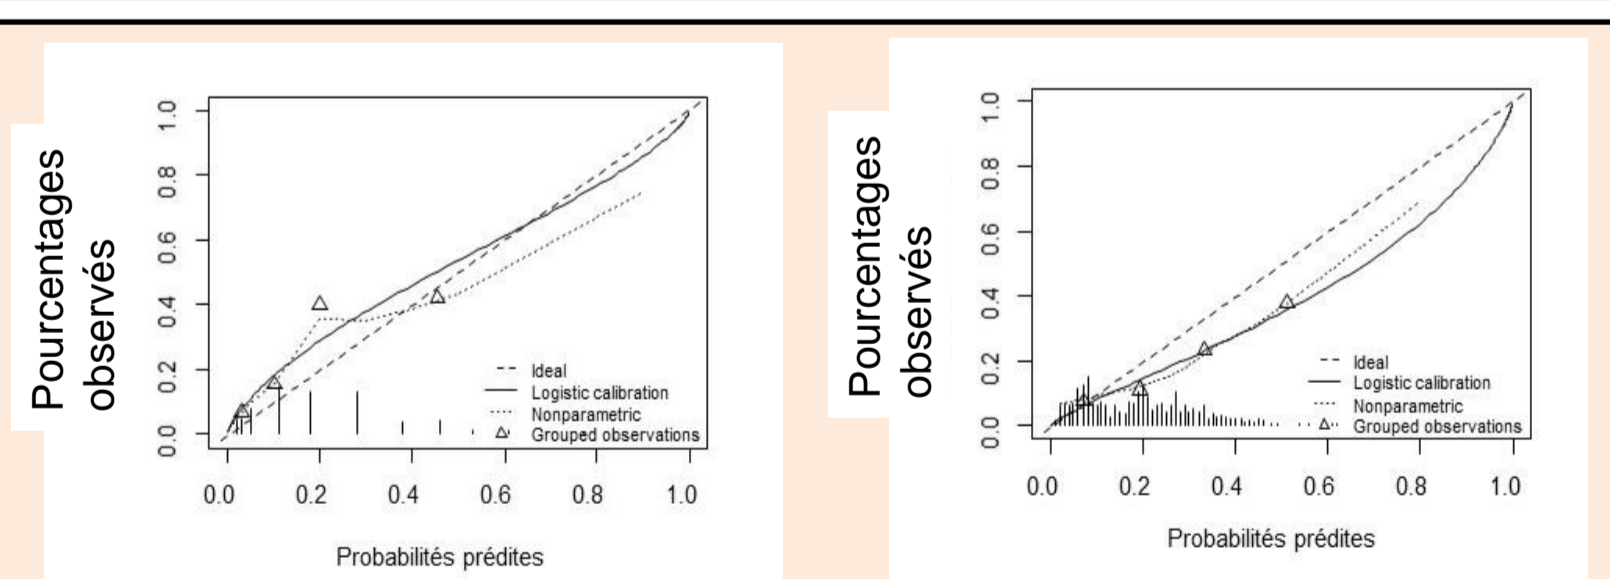 Pourcentages
observés
1.0
0.8
0.6
0.4
0.2
0.0
Ideal
Logistic calibration
Nonparametric
Grouped observations
0.0 0.2 0.4 0.6 0.8 1.0
Probabilités prédites
Pourcentages
observés
1.0
0.8
0.6
0.4
0.2
0.0
Ideal
Logistic calibration
Nonparametric
Grouped observations
0.0 0.2 0.4 0.6 0.8 1.0
Probabilités prédites